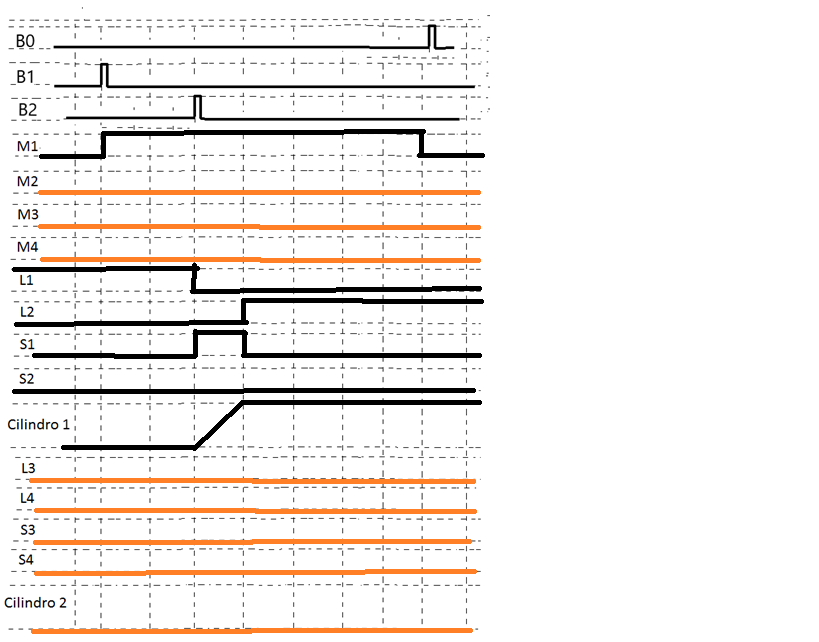 B0
B1
B2
M1
M2
M3
M4
L1
L2
S1
S2
Cilindro 1
L3
L4
S3
S4
Cilindro 2